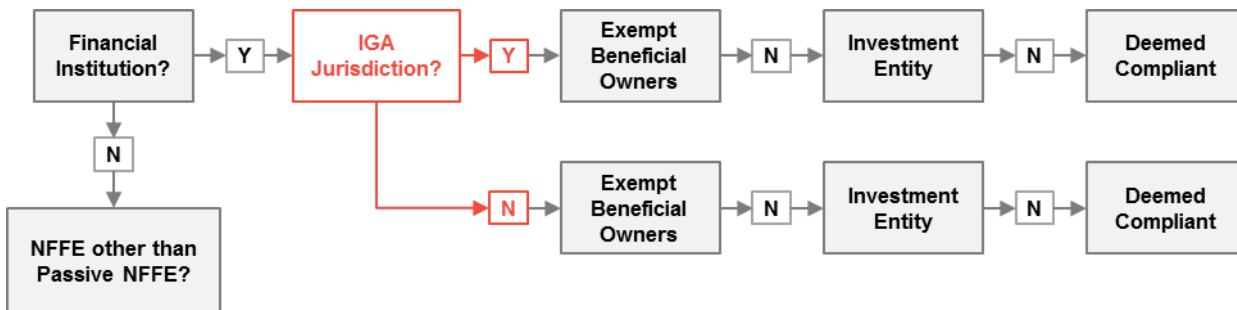 Financial
Institution?
Y
IGA
Jurisdiction?
Y
Exempt
Beneficial
Owners
N
Investment
Entity
N
Deemed
Compliant
N
NFFE other than
Passive NFFE?
N
Exempt
Beneficial
Owners
N
Investment
Entity
N
Deemed
Compliant